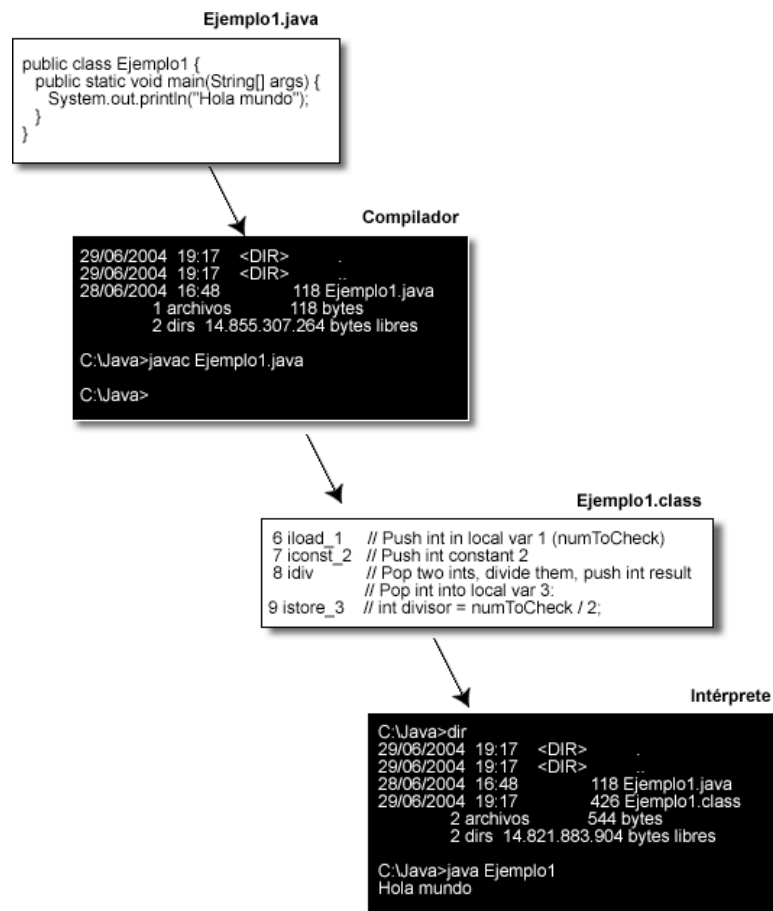 Ejemplo1.java
public class Ejemplo1 {
public static void main(String[] args) {
System.out.println("Hola mundo");
}
}
Compilador
29/06/2004 19:17 <DIR> .
29/06/2004 19:17 <DIR> ..
28/06/2004 16:48 118 Ejemplo1.java
1 archivos 118 bytes
2 dirs 14.855.307.264 bytes libres
C:\Java>javac Ejemplo1.java
C:\Java>
Ejemplo1.class
6 iload_1 // Push int in local var 1 (numToCheck)
7 iconst_2 // Push int constant 2
8 idiv // Pop two ints, divide them, push int result
// Pop int into local var 3:
9 istore_3 // int divisor = numToCheck / 2;
Intérprete
C:\Java>dir
29/06/2004 19:17 <DIR> .
29/06/2004 19:17 <DIR> ..
28/06/2004 16:48 118 Ejemplo1.java
29/06/2004 19:17 426 Ejemplo1.class
2 archivos 544 bytes
2 dirs 14.821.883.904 bytes libres
C:\Java>java Ejemplo1
Hola mundo